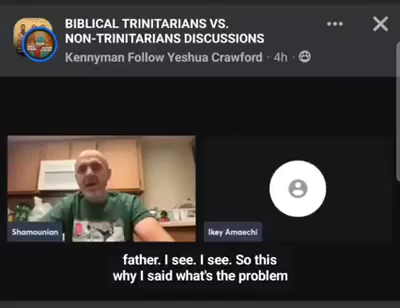 BIBLICAL TRINITARIANS VS.
NON-TRINITARIANS DISCUSSIONS
Kennyman Follow Yeshua Crawford · 4h ·
Shamounian
Ikey Amaechi
father. I see. I see. So this
why I said what's the problem